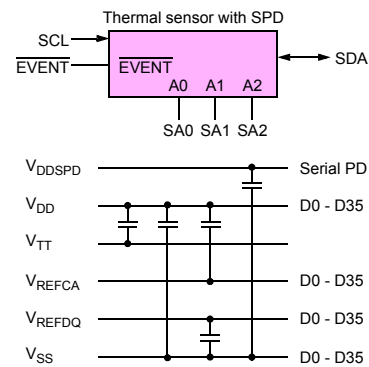 Thermal sensor with SPD
SCL
EVENT
EVENT
SDA
A0 A1 A2
SA0 SA1 SA2
VDDSPD Serial PD
VDD D0 - D35
VTT
VREFCA D0 - D35
VREFDQ D0 - D35
VSS D0 - D35